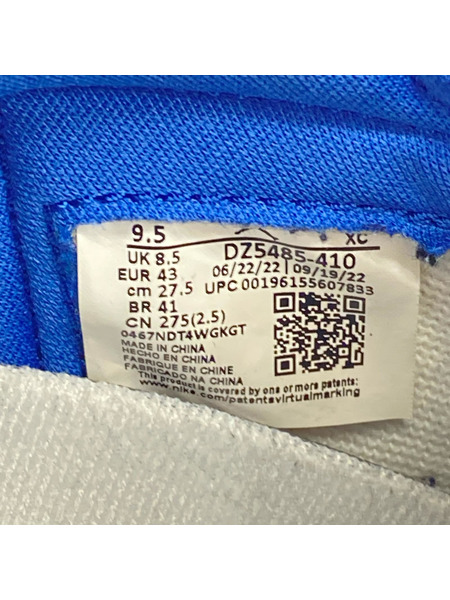 9.5 XC
UK 8.5 DZ5485-410
EUR 43 06/22/22 09/19/22
cm 27.5 UPC 00196155607833
BR 41
CN 275(2.5)
0467NDT4WGKGT
MADE IN CHINA
HECHO EN CHINA
FABRIQUE EN CHINE
FABRICADO NA CHINA
This product is covered by one or more patents:
www.nike.com/patentsvirtualmarking